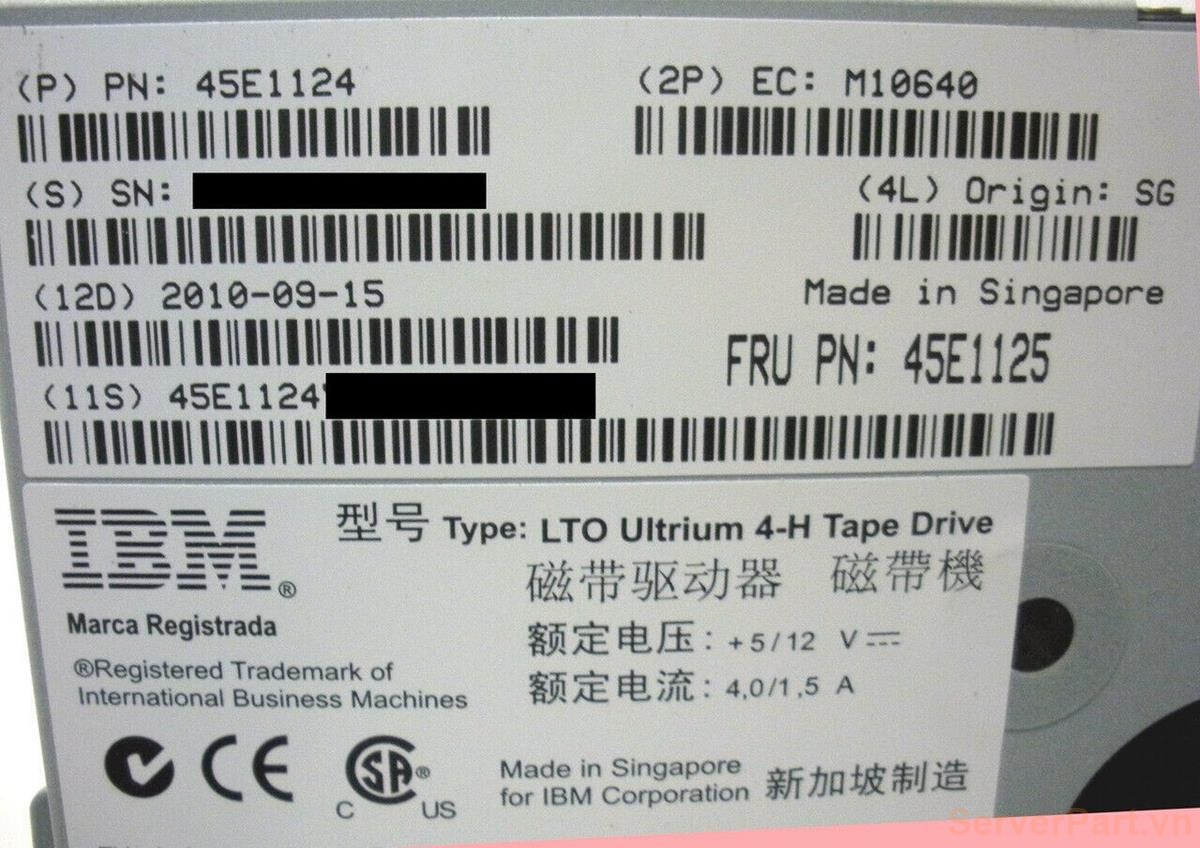 (P) PN: 45E1124
(2P) EC: M10640
(S) SN:
(4L) Origin: SG
(12D) 2010-09-15
Made in Singapore
FRU PN: 45E1125
(11S) 45E1124
IBM®
型号 Type: LTO Ultrium 4-H Tape Drive
磁带驱动器 磁帶機
Marca Registrada
额定电压: +5/12 V
®Registered Trademark of
International Business Machines
额定电流: 4,0/1,5 A
CE
SA®
C US
Made in Singapore
for IBM Corporation
新加坡制造
ServerPart.vn